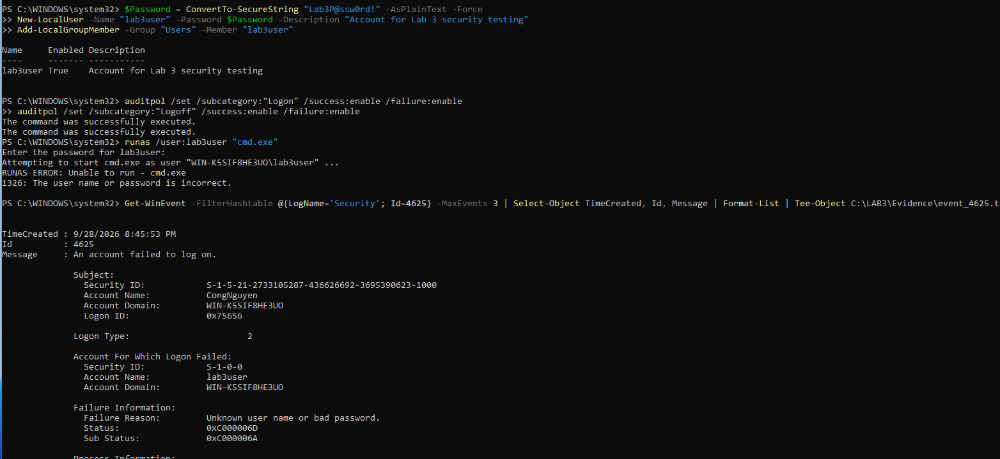 PS C:\WINDOWS\system32> $Password = ConvertTo-SecureString "Lab3P@ssw0rd!" -AsPlainText -Force
>> New-LocalUser -Name "lab3user" -Password $Password -Description "Account for Lab 3 security testing"
>> Add-LocalGroupMember -Group "Users" -Member "lab3user"
Name     Enabled Description
----     ------- -----------
lab3user True    Account for Lab 3 security testing
PS C:\WINDOWS\system32> auditpol /set /subcategory:"Logon" /success:enable /failure:enable
>> auditpol /set /subcategory:"Logoff" /success:enable /failure:enable
The command was successfully executed.
The command was successfully executed.
PS C:\WINDOWS\system32> runas /user:lab3user "cmd.exe"
Enter the password for lab3user:
Attempting to start cmd.exe as user "WIN-K5SIF8HE3UO\lab3user" ...
RUNAS ERROR: Unable to run - cmd.exe
1326: The user name or password is incorrect.
PS C:\WINDOWS\system32> Get-WinEvent -FilterHashtable @{LogName='Security'; Id=4625} -MaxEvents 3 | Select-Object TimeCreated, Id, Message | Format-List | Tee-Object C:\LAB3\Evidence\event_4625.t
TimeCreated : 9/28/2026 8:45:53 PM
Id          : 4625
Message     : An account failed to log on.
Subject:
Security ID:            S-1-5-21-2733105287-436626692-3695390623-1000
Account Name:           CongNguyen
Account Domain:         WIN-K5SIF8HE3UO
Logon ID:               0x75656
Logon Type:                       2
Account For Which Logon Failed:
Security ID:            S-1-0-0
Account Name:           lab3user
Account Domain:         WIN-K5SIF8HE3UO
Failure Information:
Failure Reason:         Unknown user name or bad password.
Status:                 0xC000006D
Sub Status:             0xC000006A
Process Information: